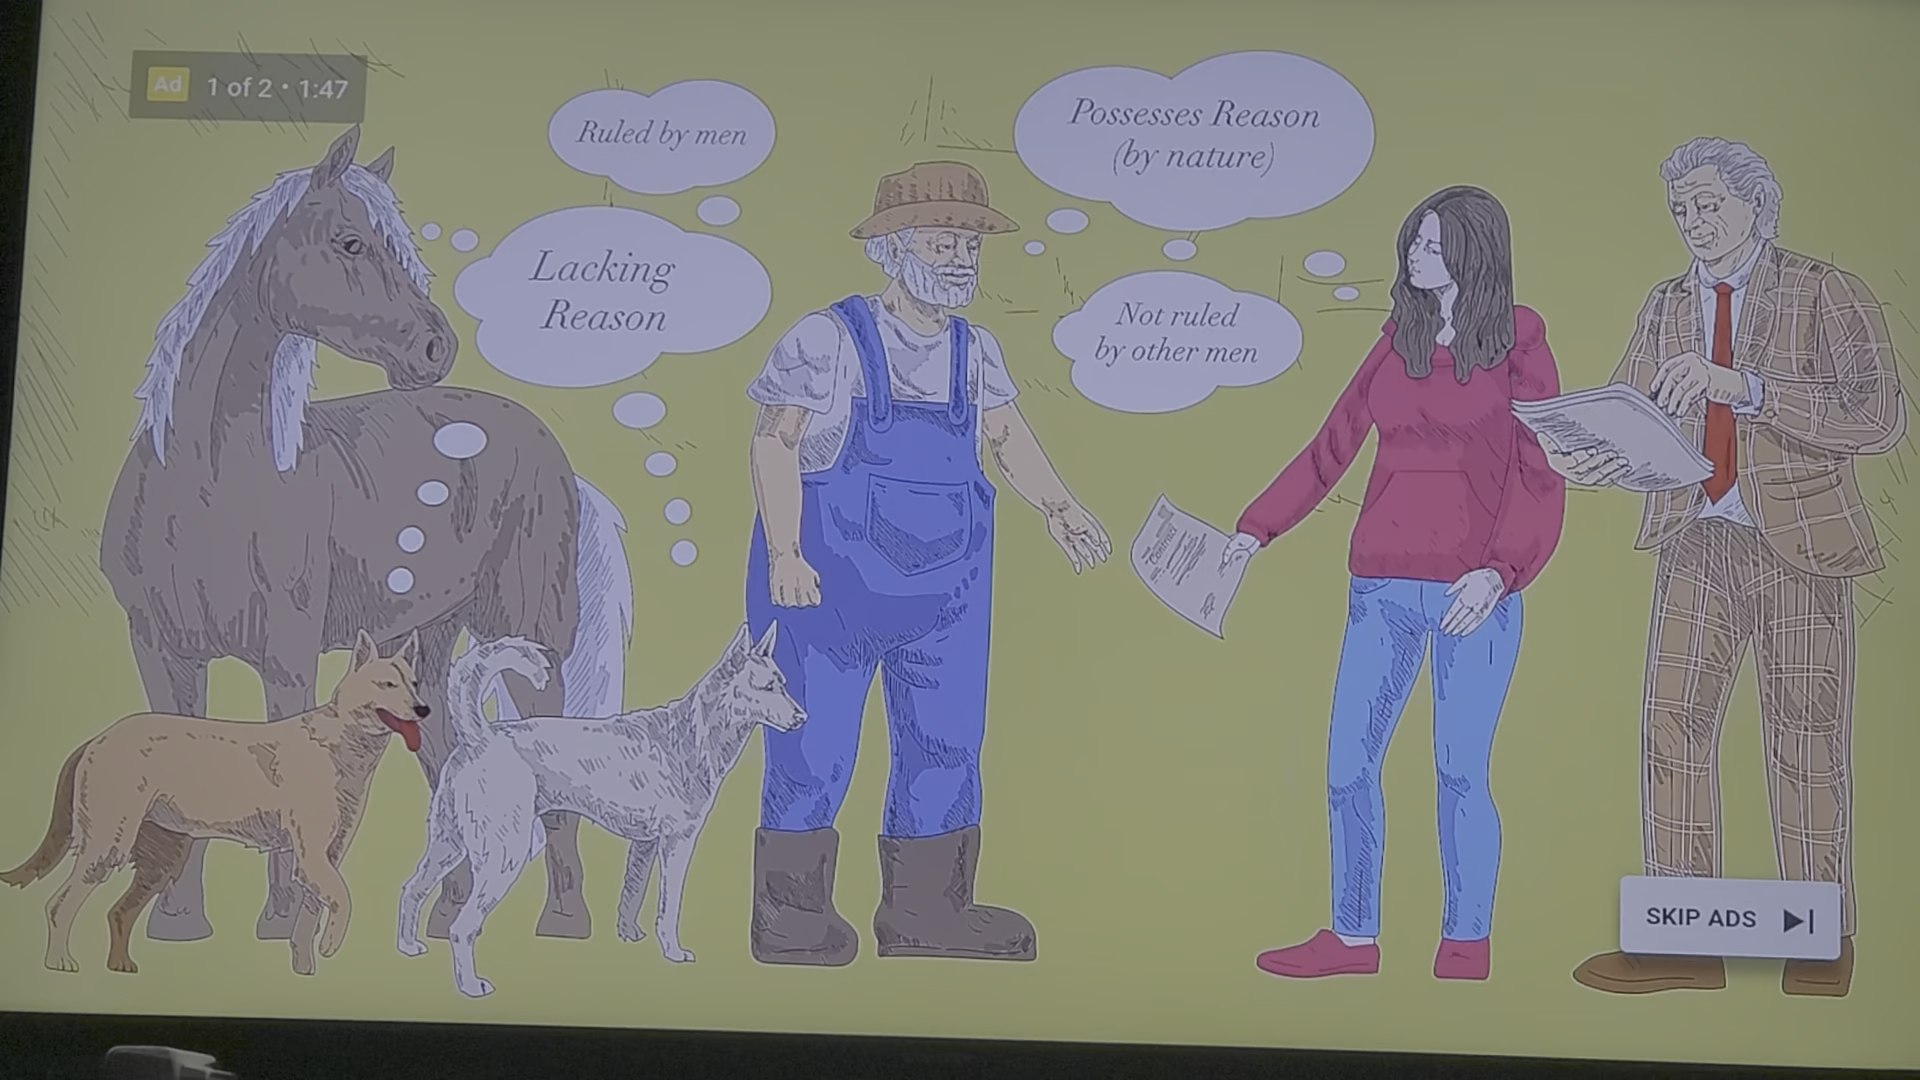 Ad 1 of 2 • 1:47
Ruled by men
Lacking
Reason
Possesses Reason
(by nature)
Not ruled
by other men
Contract
SKIP ADS